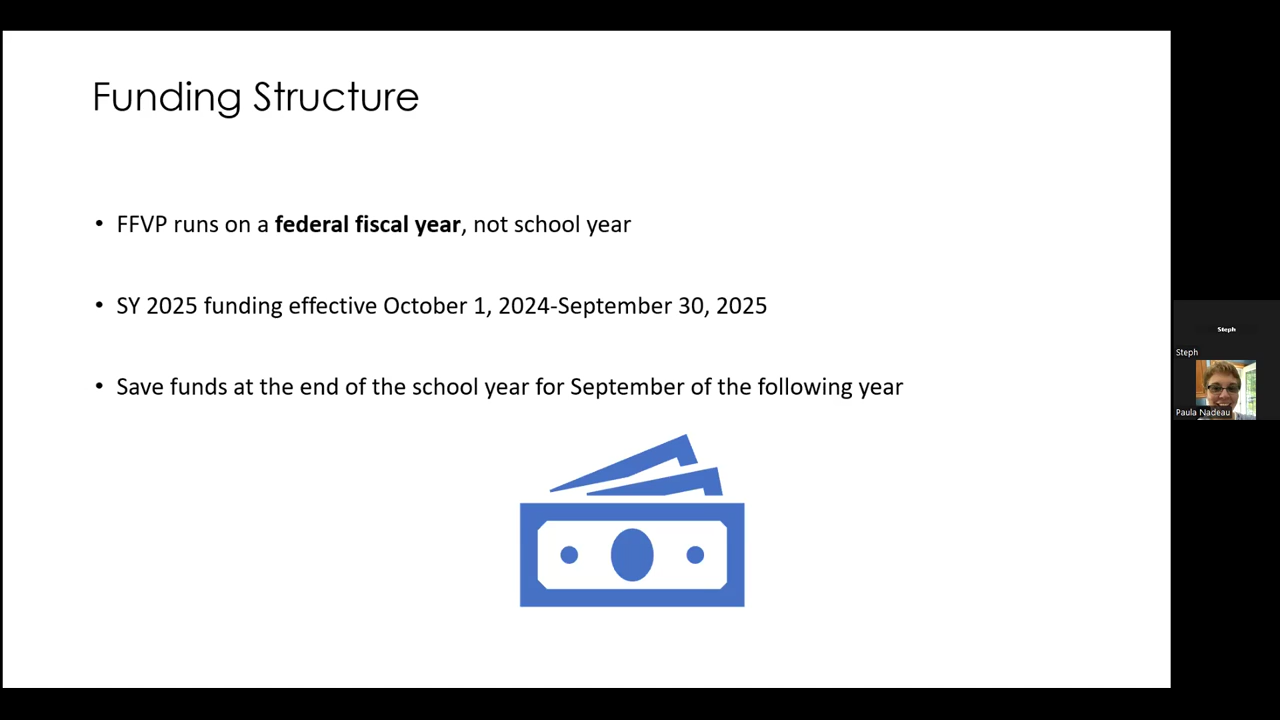 Funding Structure
• FFVP runs on a federal fiscal year, not school year
• SY 2025 funding effective October 1, 2024-September 30, 2025
• Save funds at the end of the school year for September of the following year
Steph
Steph
Paula Nadeau